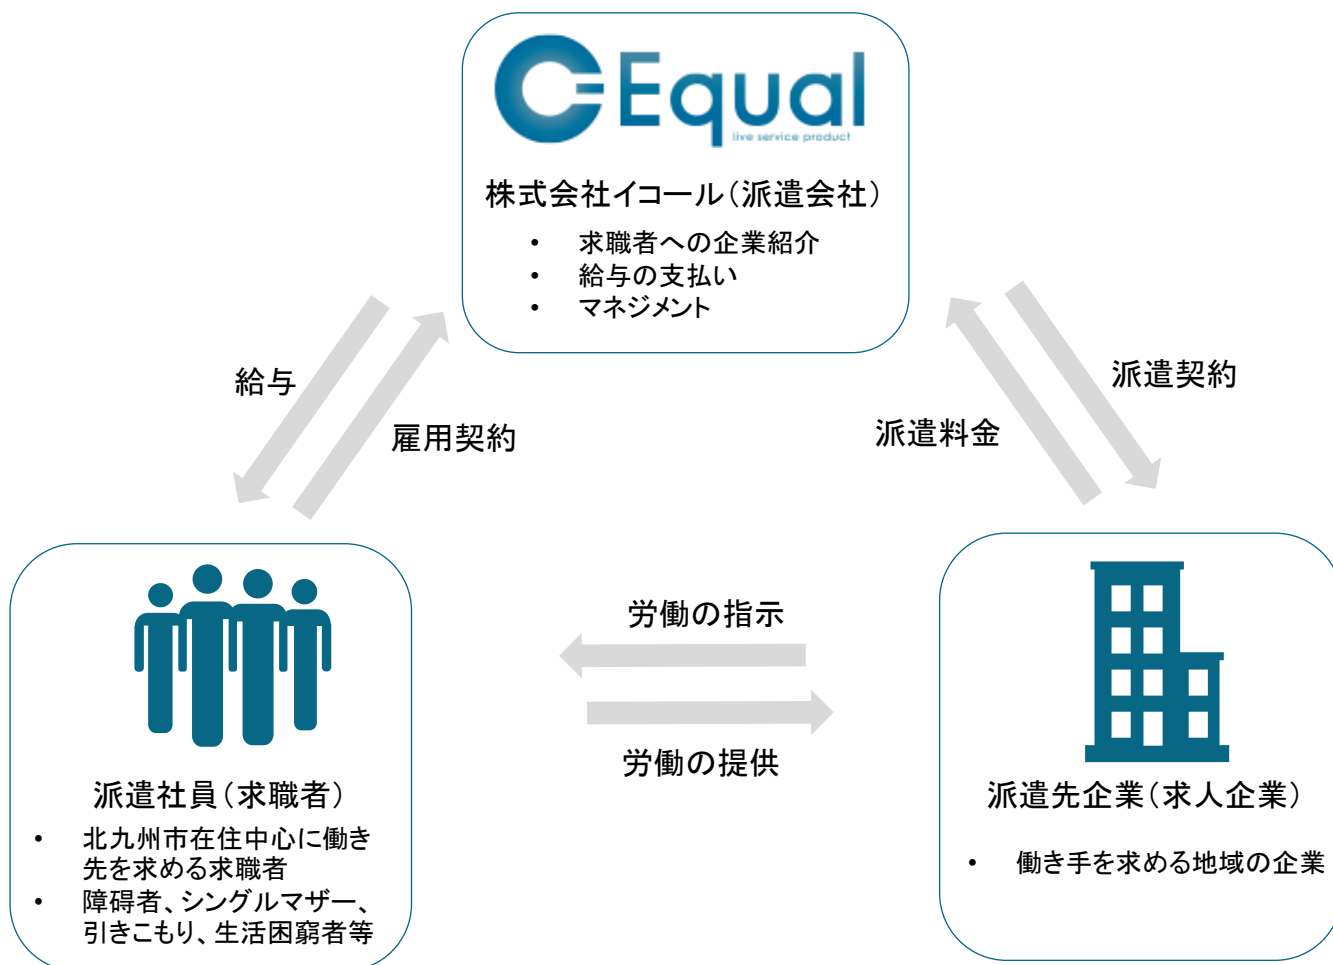 Equal
live service product
株式会社イコール（派遣会社）
• 求職者への企業紹介
• 給与の支払い
• マネジメント
給与
雇用契約
派遣料金
派遣契約
労働の指示
労働の提供
派遣社員（求職者）
• 北九州市在住中心に働き
先を求める求職者
• 障碍者、シングルマザー、
引きこもり、生活困窮者等
派遣先企業（求人企業）
• 働き手を求める地域の企業